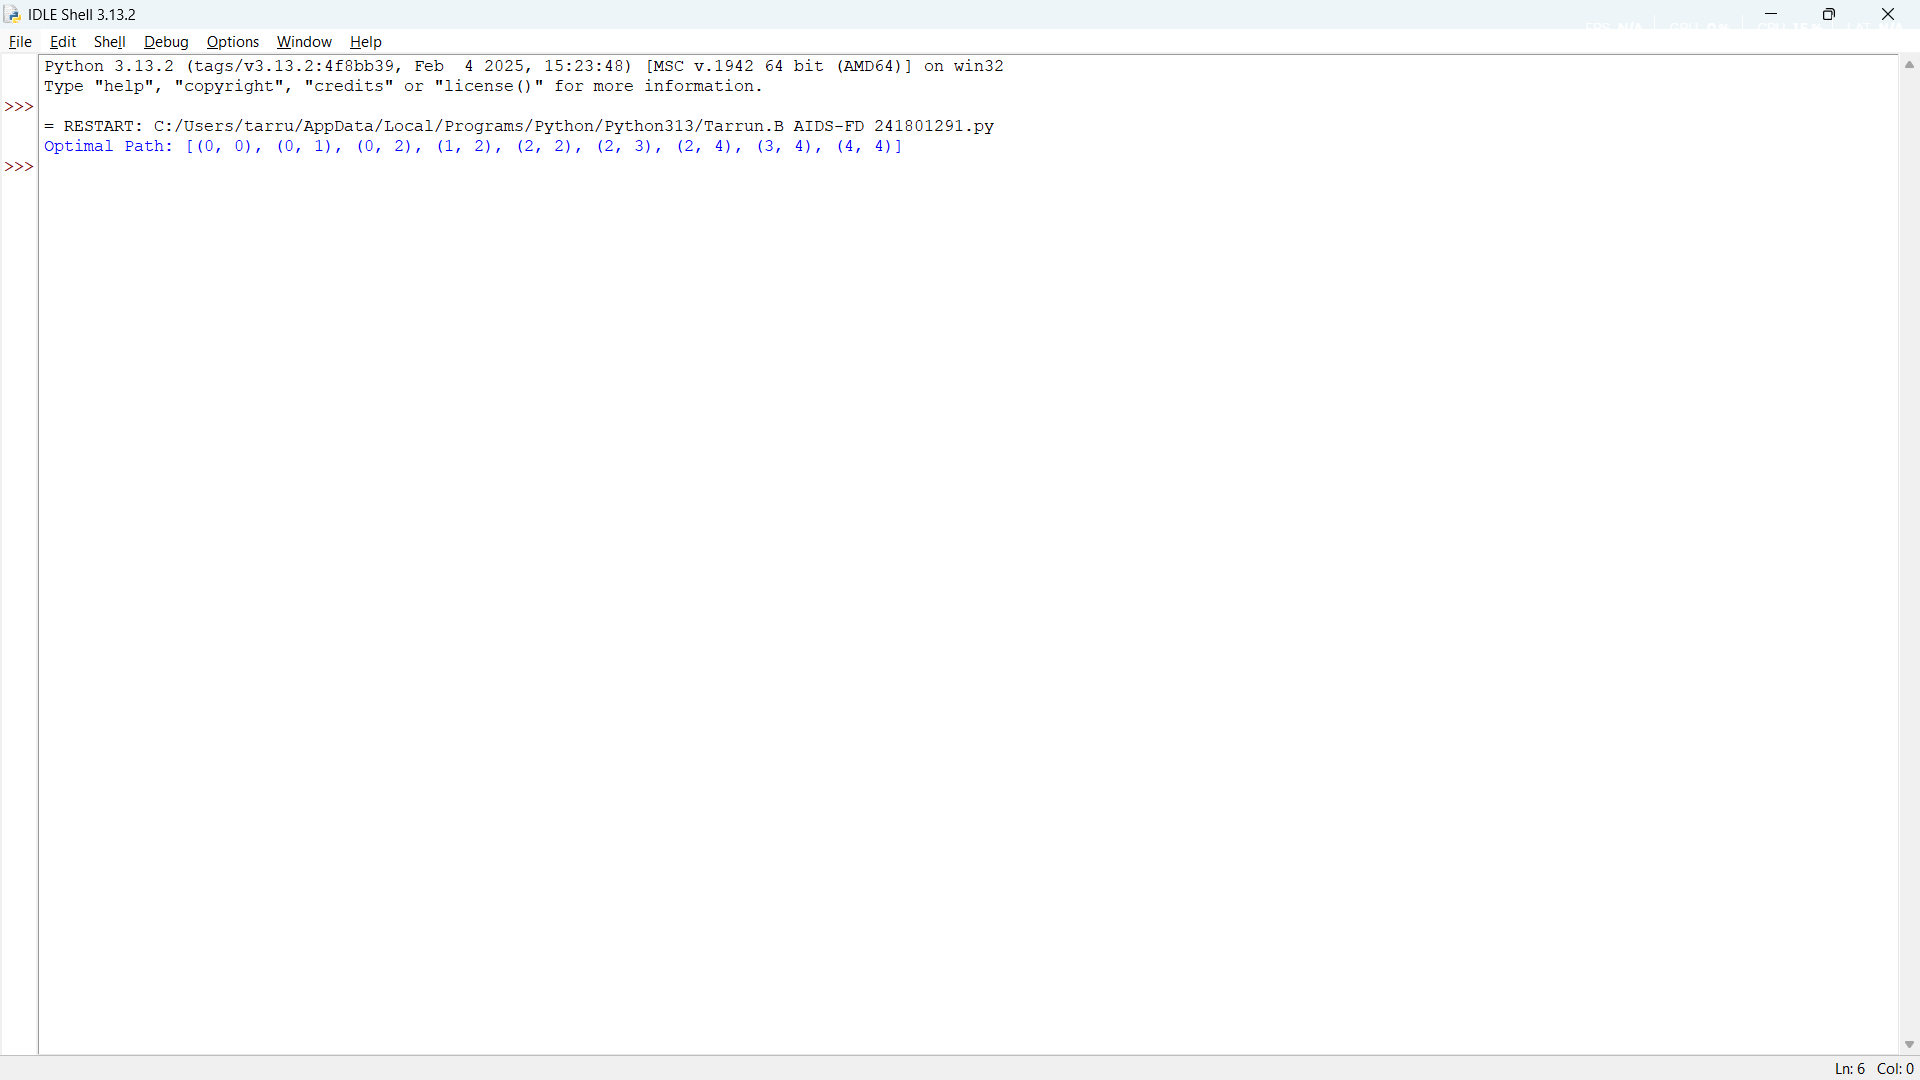 IDLE Shell 3.13.2
File Edit Shell Debug Options Window Help
Python 3.13.2 (tags/v3.13.2:4f8bb39, Feb  4 2025, 15:23:48) [MSC v.1942 64 bit (AMD64)] on win32
Type "help", "copyright", "credits" or "license()" for more information.
>>>
= RESTART: C:/Users/tarru/AppData/Local/Programs/Python/Python313/Tarrun.B AIDS-FD 241801291.py
Optimal Path: [(0, 0), (0, 1), (0, 2), (1, 2), (2, 2), (2, 3), (2, 4), (3, 4), (4, 4)]
>>>
Ln: 6 Col: 0